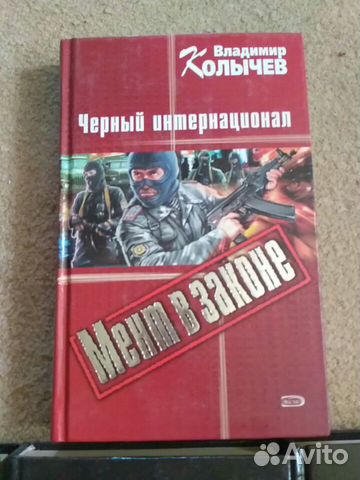 Владимир
Колычев
Черный интернационал
Мент в законе
Avito